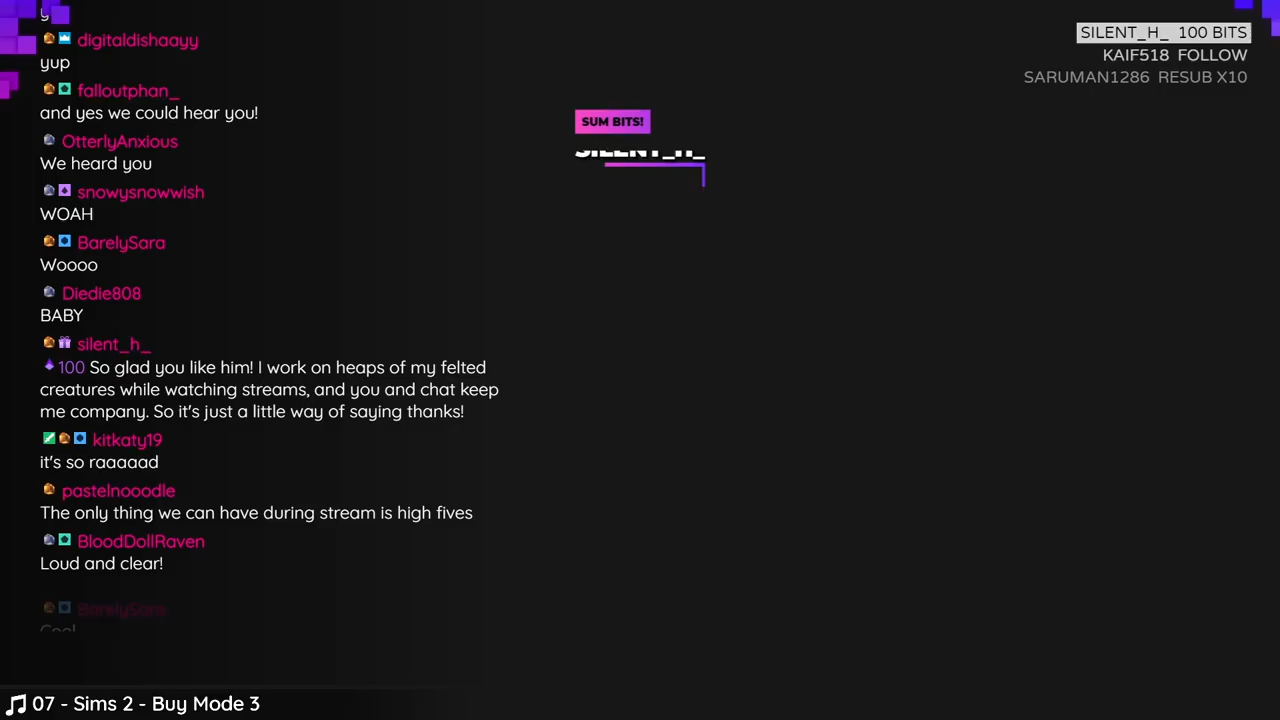 digitaldishaayy
yup
falloutphan_
and yes we could hear you!
OtterlyAnxious
We heard you
snowysnowwish
WOAH
BarelySara
Woooo
Diedie808
BABY
silent_h_
100 So glad you like him! I work on heaps of my felted
creatures while watching streams, and you and chat keep
me company. So it's just a little way of saying thanks!
kitkaty19
it's so raaaaad
pastelnooodle
The only thing we can have during stream is high fives
BloodDollRaven
Loud and clear!
BarelySara
Cool
SUM BITS!
SILENT_H_
SILENT_H_ 100 BITS
KAIF518 FOLLOW
SARUMAN1286 RESUB X10
07 - Sims 2 - Buy Mode 3